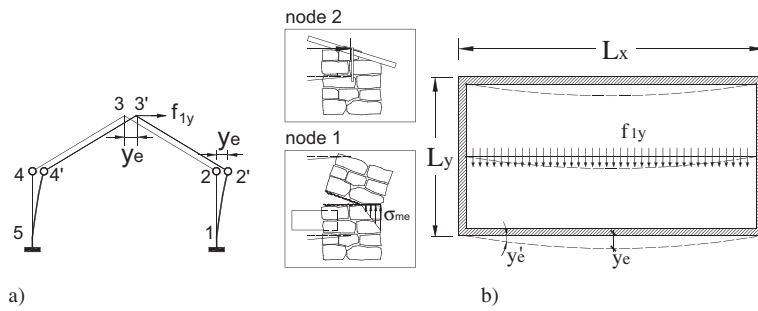 3 3' f1y
ye
ye
4 4'
2 2'
5
1
a)
node 2
node 1
σme
Lx
Ly
f1y
y'e
ye
b)